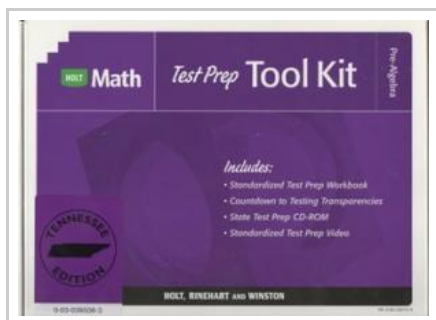 HOLT Math
Test Prep Tool Kit
Pre-Algebra
Includes:
• Standardized Test Prep Workbook
• Countdown to Testing Transparencies
• State Test Prep CD-ROM
• Standardized Test Prep Video
TENNESSEE
EDITION
HOLT, RINEHART AND WINSTON